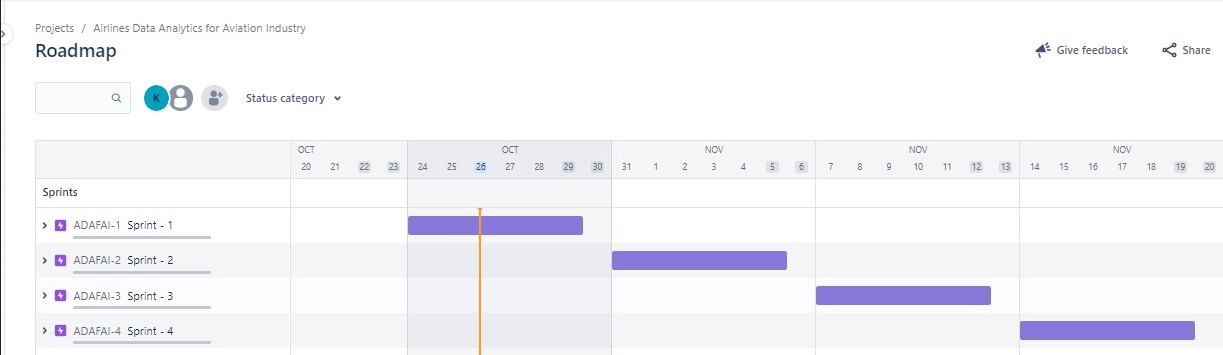 Projects / Airlines Data Analytics for Aviation Industry
Roadmap
Give feedback
Share
K
Status category
OCT OCT NOV NOV NOV
20 21 22 23 24 25 26 27 28 29 30 31 1 2 3 4 5 6 7 8 9 10 11 12 13 14 15 16 17 18 19 20
Sprints
ADAFAI-1 Sprint - 1
ADAFAI-2 Sprint - 2
ADAFAI-3 Sprint - 3
ADAFAI-4 Sprint - 4